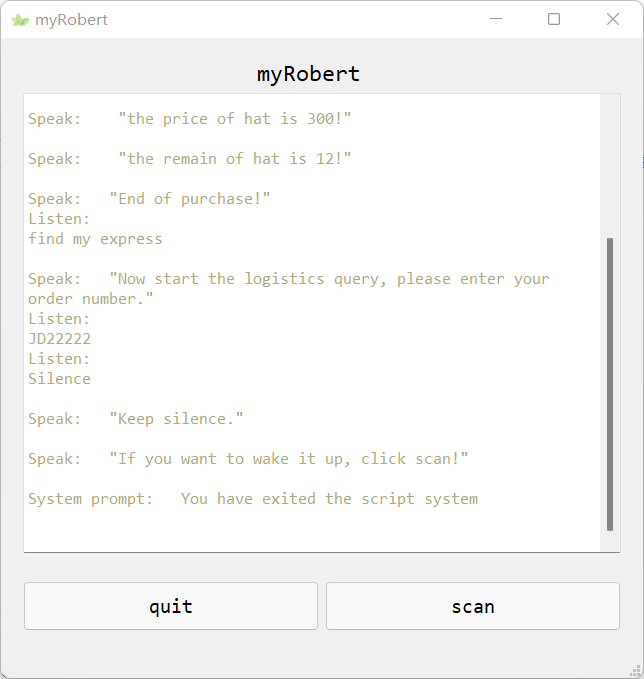 myRobert
myRobert
Speak:    "the price of hat is 300!"
Speak:    "the remain of hat is 12!"
Speak:   "End of purchase!"
Listen:
find my express
Speak:   "Now start the logistics query, please enter your
order number."
Listen:
JD22222
Listen:
Silence
Speak:   "Keep silence."
Speak:   "If you want to wake it up, click scan!"
System prompt:   You have exited the script system
quit
scan